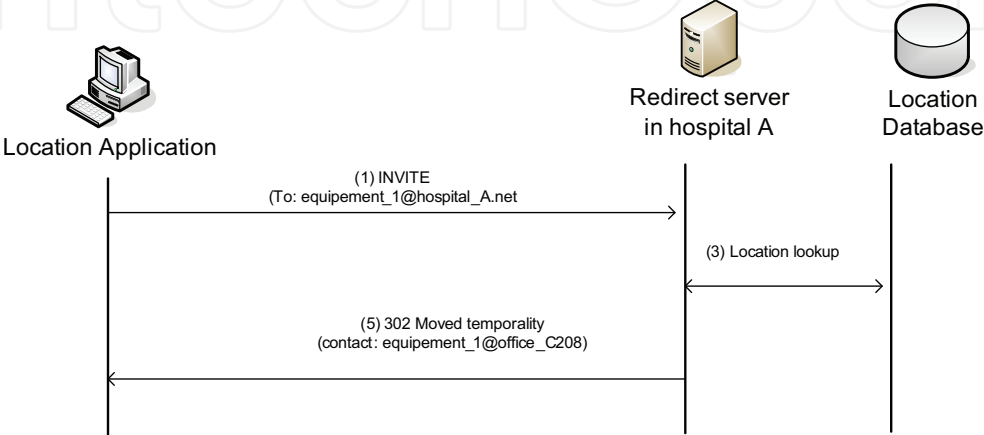 Redirect server
in hospital A
Location
Database
Location Application
(1) INVITE
(To: equipement_1@hospital_A.net
(3) Location lookup
(5) 302 Moved temporality
(contact: equipement_1@office_C208)